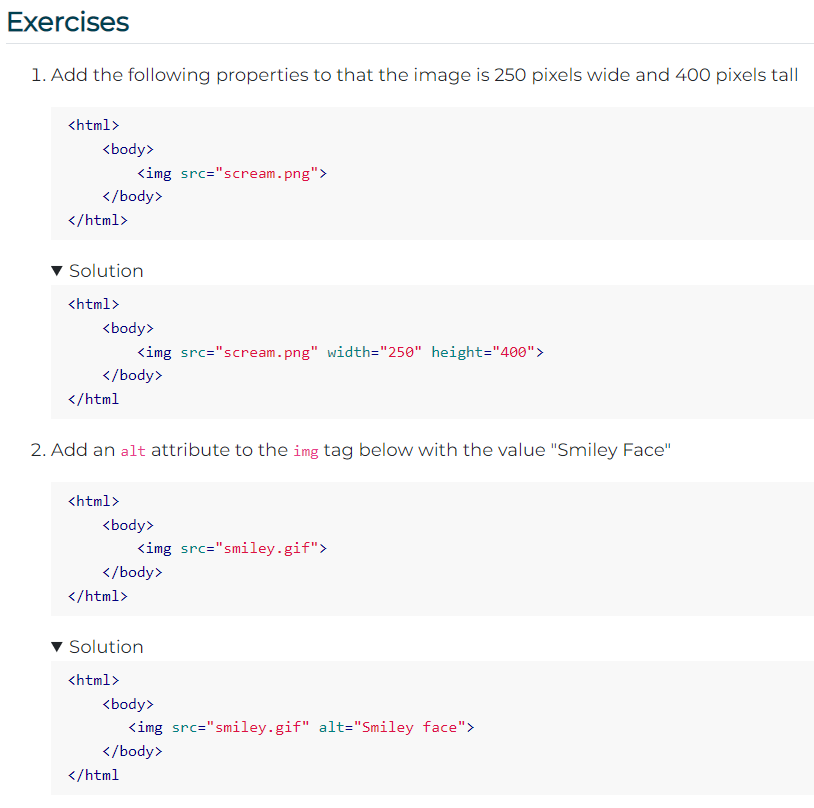 Exercises
1. Add the following properties to that the image is 250 pixels wide and 400 pixels tall
<html>
    <body>
        <img src="scream.png">
    </body>
</html>
▼ Solution
<html>
    <body>
        <img src="scream.png" width="250" height="400">
    </body>
</html
2. Add an alt attribute to the img tag below with the value "Smiley Face"
<html>
    <body>
        <img src="smiley.gif">
    </body>
</html>
▼ Solution
<html>
    <body>
       <img src="smiley.gif" alt="Smiley face">
    </body>
</html